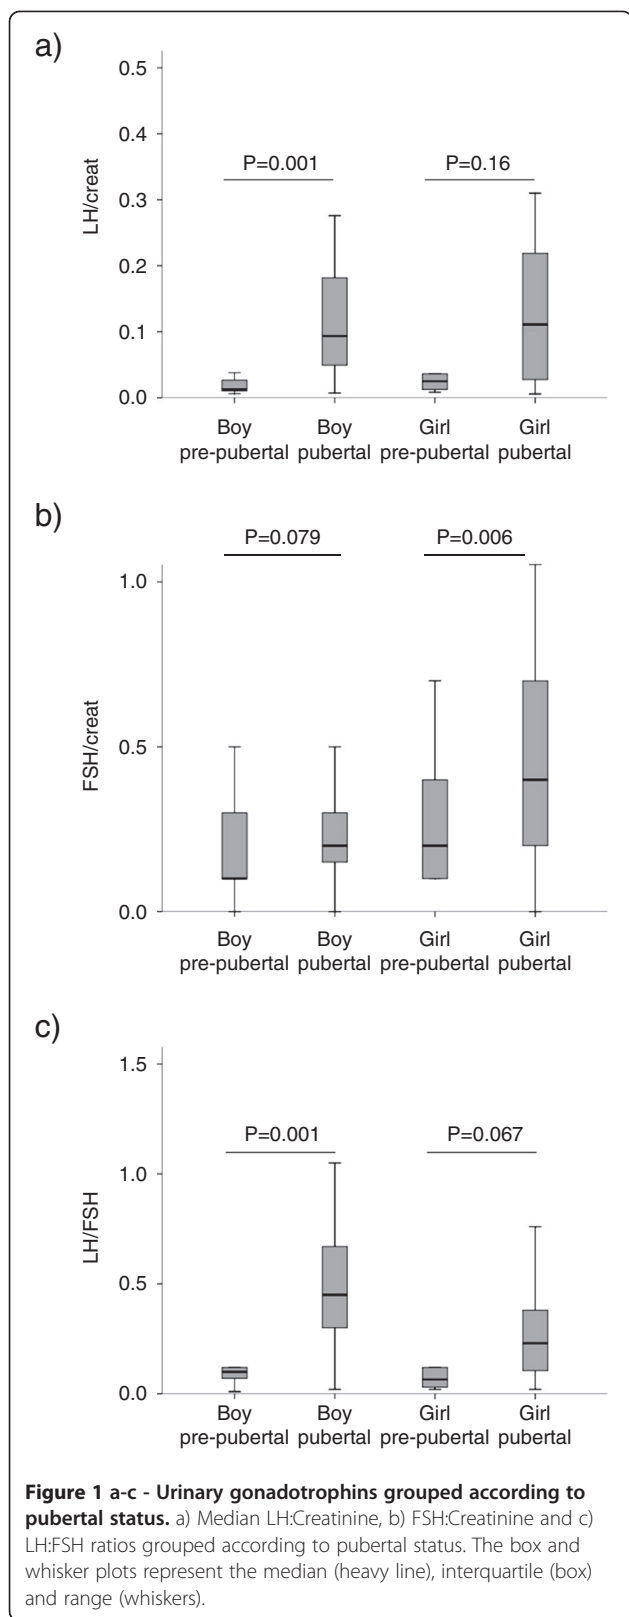 a)
0.5
0.4
0.3
0.2
0.1
0.0
LH/creat
P=0.001
P=0.16
Boy
pre-pubertal
Boy
pubertal
Girl
pre-pubertal
Girl
pubertal
b)
P=0.079
P=0.006
1.0
0.5
0.0
FSH/creat
Boy
pre-pubertal
Boy
pubertal
Girl
pre-pubertal
Girl
pubertal
c)
1.5
1.0
0.5
0.0
LH/FSH
P=0.001
P=0.067
Boy
pre-pubertal
Boy
pubertal
Girl
pre-pubertal
Girl
pubertal
Figure 1 a-c - Urinary gonadotrophins grouped according to
pubertal status. a) Median LH:Creatinine, b) FSH:Creatinine and c)
LH:FSH ratios grouped according to pubertal status. The box and
whisker plots represent the median (heavy line), interquartile (box)
and range (whiskers).